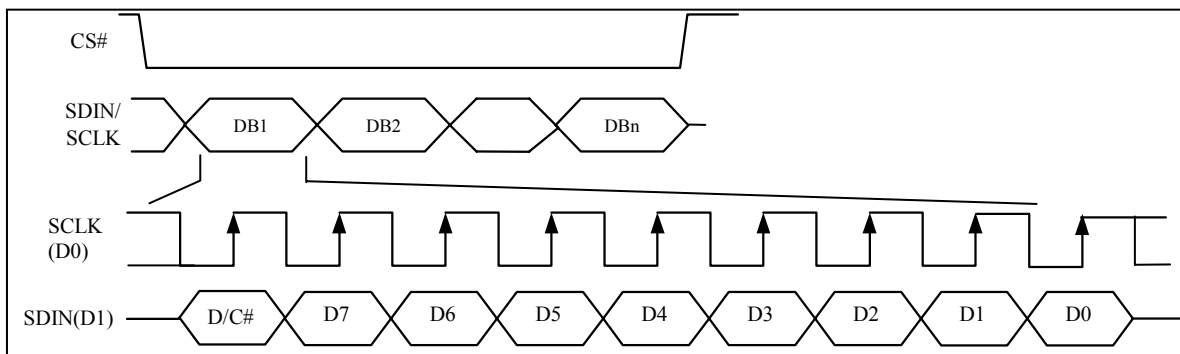 CS#
SDIN/
SCLK
DB1 DB2 DBn
SCLK
(D0)
SDIN(D1) D/C# D7 D6 D5 D4 D3 D2 D1 D0